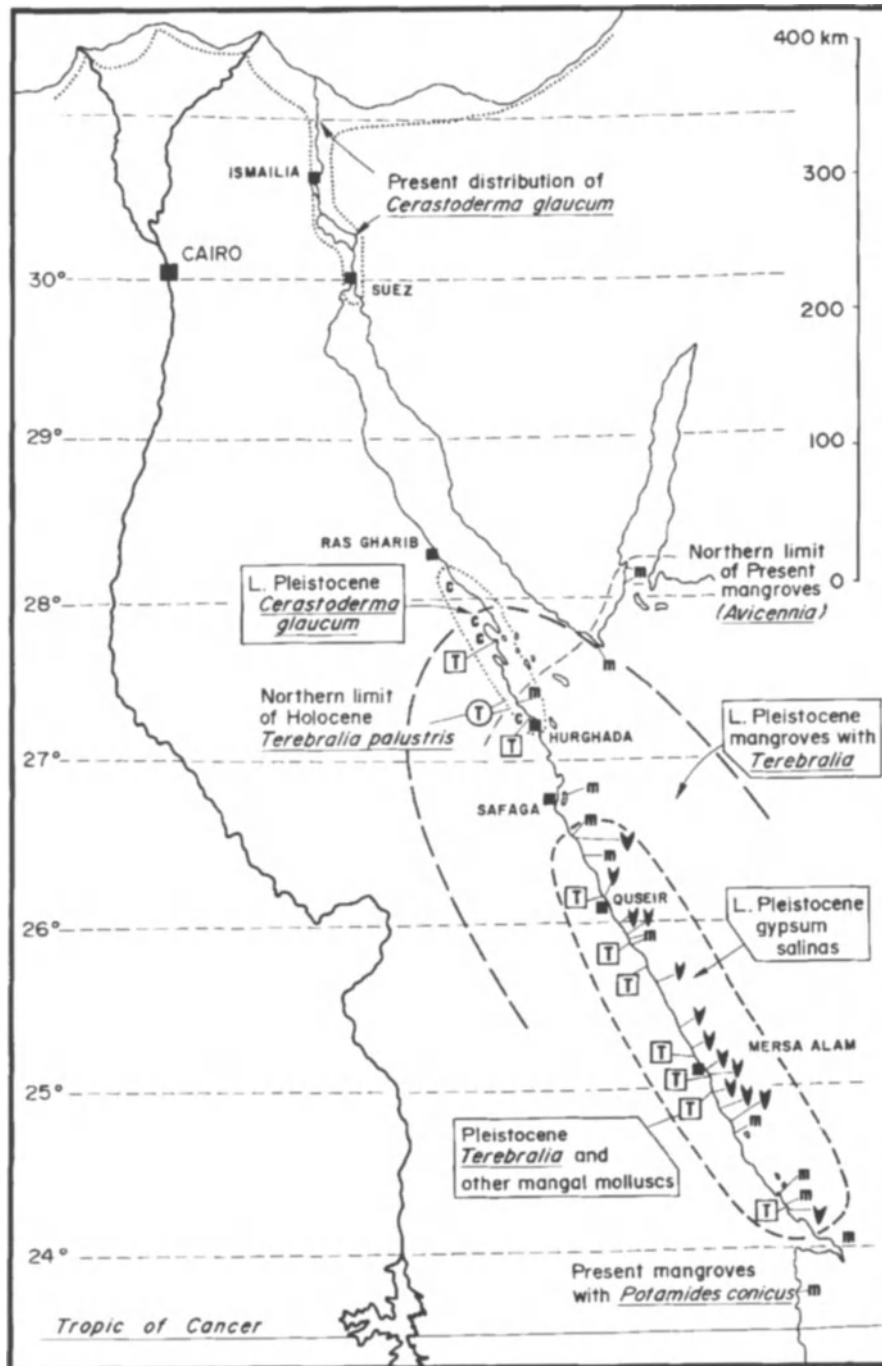 400 km
ISMAILIA
Present distribution of
Cerastoderma glaucum
300
CAIRO
30°
SUEZ
200
29°
100
RAS GHARIB
Northern limit
of Present
mangroves
(Avicennia)
m
0
L. Pleistocene
Cerastoderma
glaucum
c
28°
c
c
T
m
Northern limit
of Holocene
Terebralia palustris
T
m
c
T
HURGHADA
L. Pleistocene
mangroves with
Terebralia
27°
SAFAGA
m
m
m
T
QUSEIR
L. Pleistocene
gypsum
salinas
26°
T
m
T
T
MERSA ALAM
T
T
25°
m
Pleistocene
Terebralia and
other mangal molluscs
m
m
T
m
24°
Present mangroves
with Potamides conicus
m
Tropic of Cancer